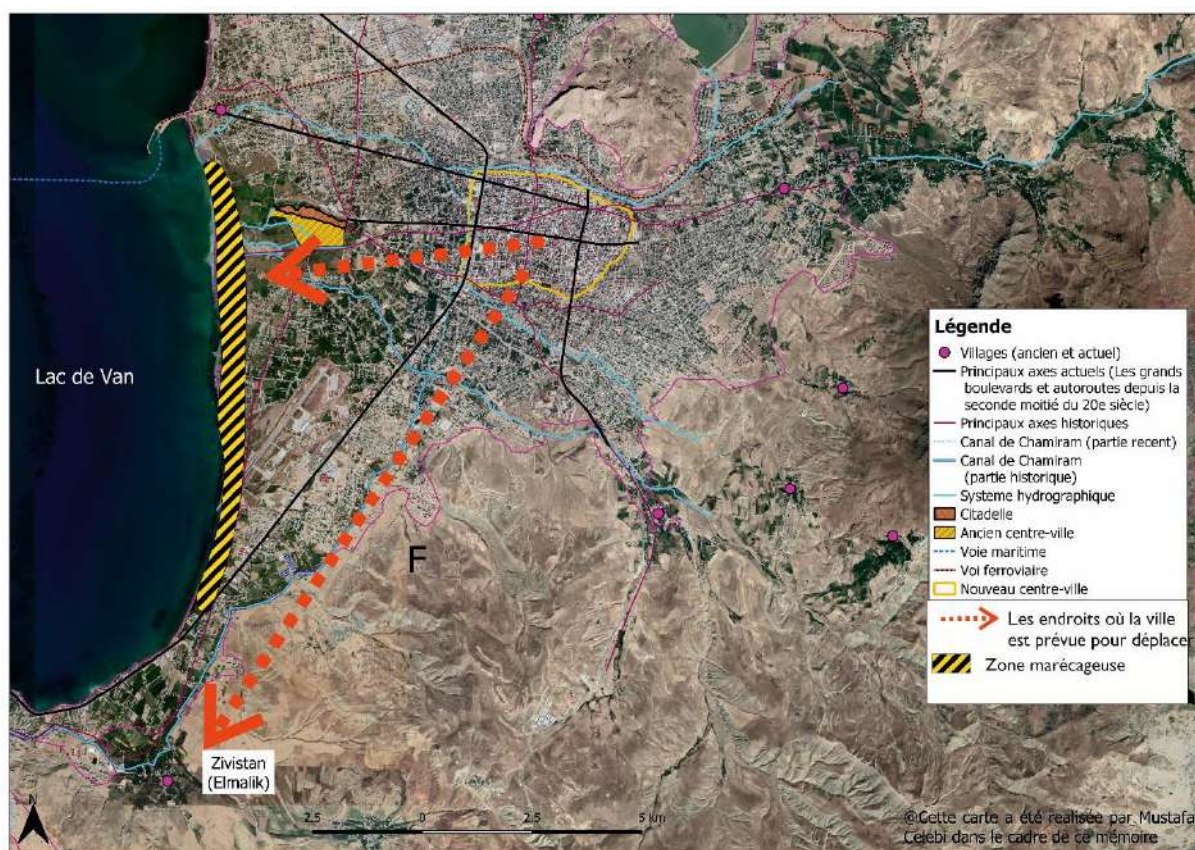 Lac de Van
F
Zivistan
(Elmalik)
N
2.5 0 2.5 5 km
Légende
Villages (ancien et actuel)
Principaux axes actuels (Les grands
boulevards et autoroutes depuis la
seconde moitié du 20e siècle)
Principaux axes historiques
Canal de Chamiram (partie recent)
Canal de Chamiram
(partie historique)
Systeme hydrographique
Citadelle
Ancien centre-ville
Voie maritime
Voi ferroviaire
Nouveau centre-ville
Les endroits où la ville
est prévue pour déplacer
Zone marécageuse
©Cette carte a été realisée par Mustafa
Celebi dans le cadre de ce mémoire